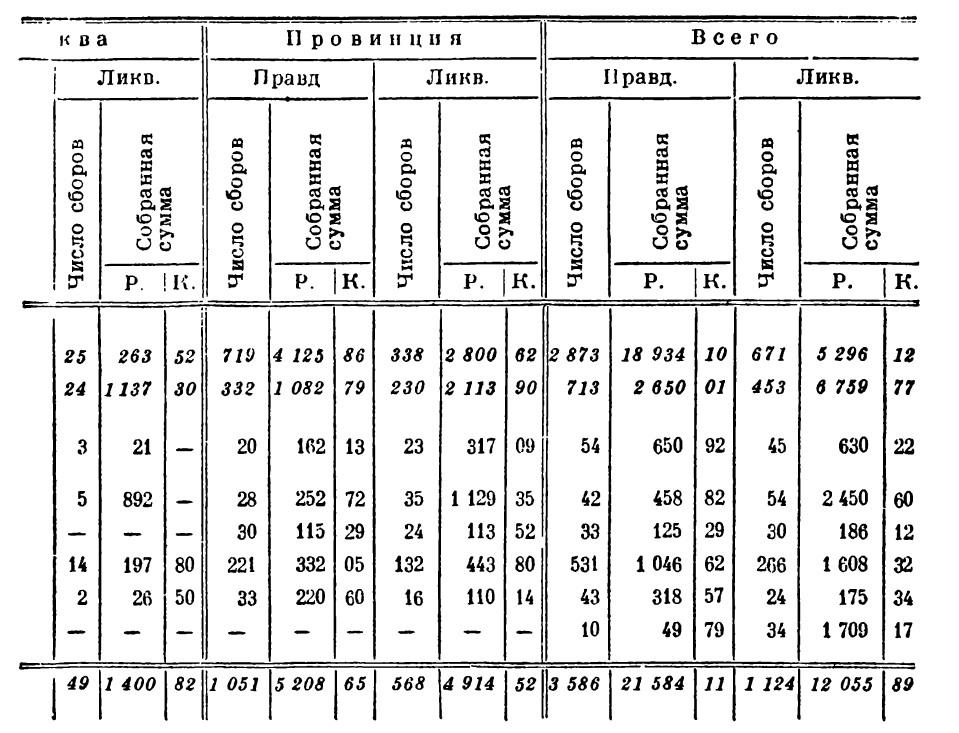 ква Провинция Всего
Ликв. Правд Ликв. Правд. Ликв.
Число сборов Собранная сумма Число сборов Собранная сумма Число сборов Собранная сумма Число сборов Собранная сумма Число сборов Собранная сумма
Р. К. Р. К. Р. К. Р. К. Р. К.
25 263 52 719 4 125 86 338 2 800 62 2 873 18 934 10 671 5 296 12
24 1137 30 332 1 082 79 230 2 113 90 713 2 650 01 453 6 759 77
3 21 — 20 162 13 23 317 09 54 650 92 45 630 22
5 892 — 28 252 72 35 1 129 35 42 458 82 54 2 450 60
— — — 30 115 29 24 113 52 33 125 29 30 186 12
14 197 80 221 332 05 132 443 80 531 1 046 62 266 1 608 32
2 26 50 33 220 60 16 110 14 43 318 57 24 175 34
— — — — — — — — — 10 49 79 34 1 709 17
49 1 400 82 1 051 5 208 65 568 4 914 52 3 586 21 584 11 1 124 12 055 89